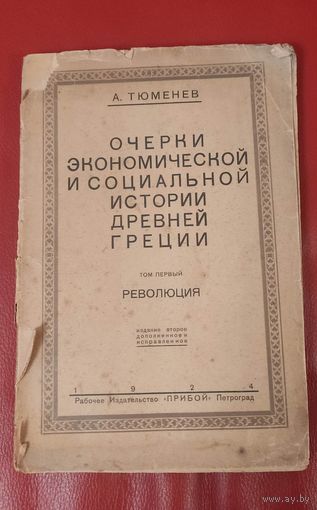 А. ТЮМЕНЕВ
ОЧЕРКИ
ЭКОНОМИЧЕСКОЙ
И СОЦИАЛЬНОЙ
ИСТОРИИ
ДРЕВНЕЙ
ГРЕЦИИ
ТОМ ПЕРВЫЙ
РЕВОЛЮЦИЯ
издание второе
дополненное и
исправленное
1 9 2 4
Рабочее Издательство «ПРИБОЙ» Петроград
www.ay.by